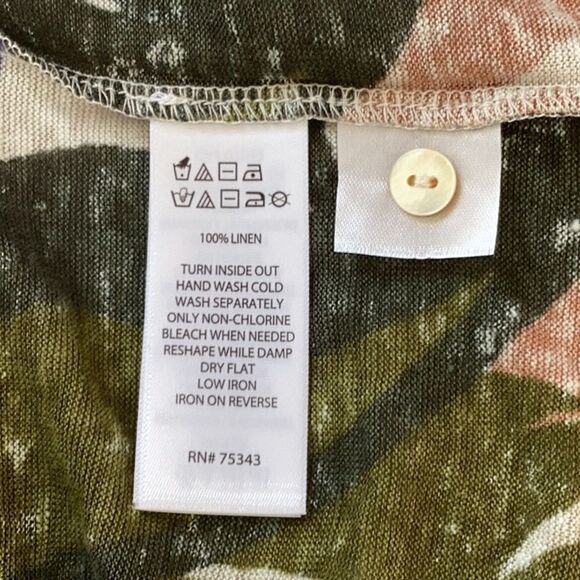 100% LINEN
TURN INSIDE OUT
HAND WASH COLD
WASH SEPARATELY
ONLY NON-CHLORINE
BLEACH WHEN NEEDED
RESHAPE WHILE DAMP
DRY FLAT
LOW IRON
IRON ON REVERSE
RN# 75343